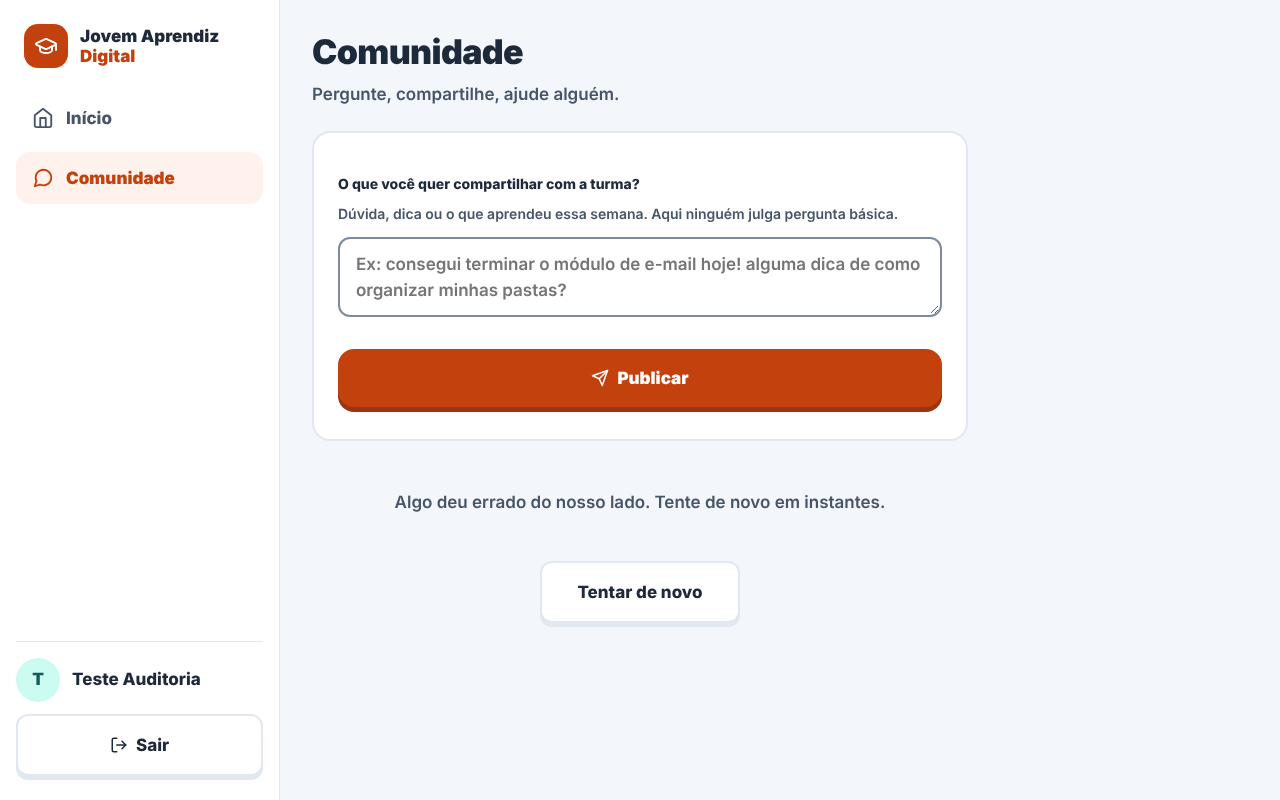 Jovem Aprendiz
Digital
Início
Comunidade
Teste Auditoria
T
Sair
Comunidade
Pergunte, compartilhe, ajude alguém.
O que você quer compartilhar com a turma?
Dúvida, dica ou o que aprendeu essa semana. Aqui ninguém julga pergunta básica.
Ex: consegui terminar o módulo de e-mail hoje! alguma dica de como
organizar minhas pastas?
Publicar
Algo deu errado do nosso lado. Tente de novo em instantes.
Tentar de novo